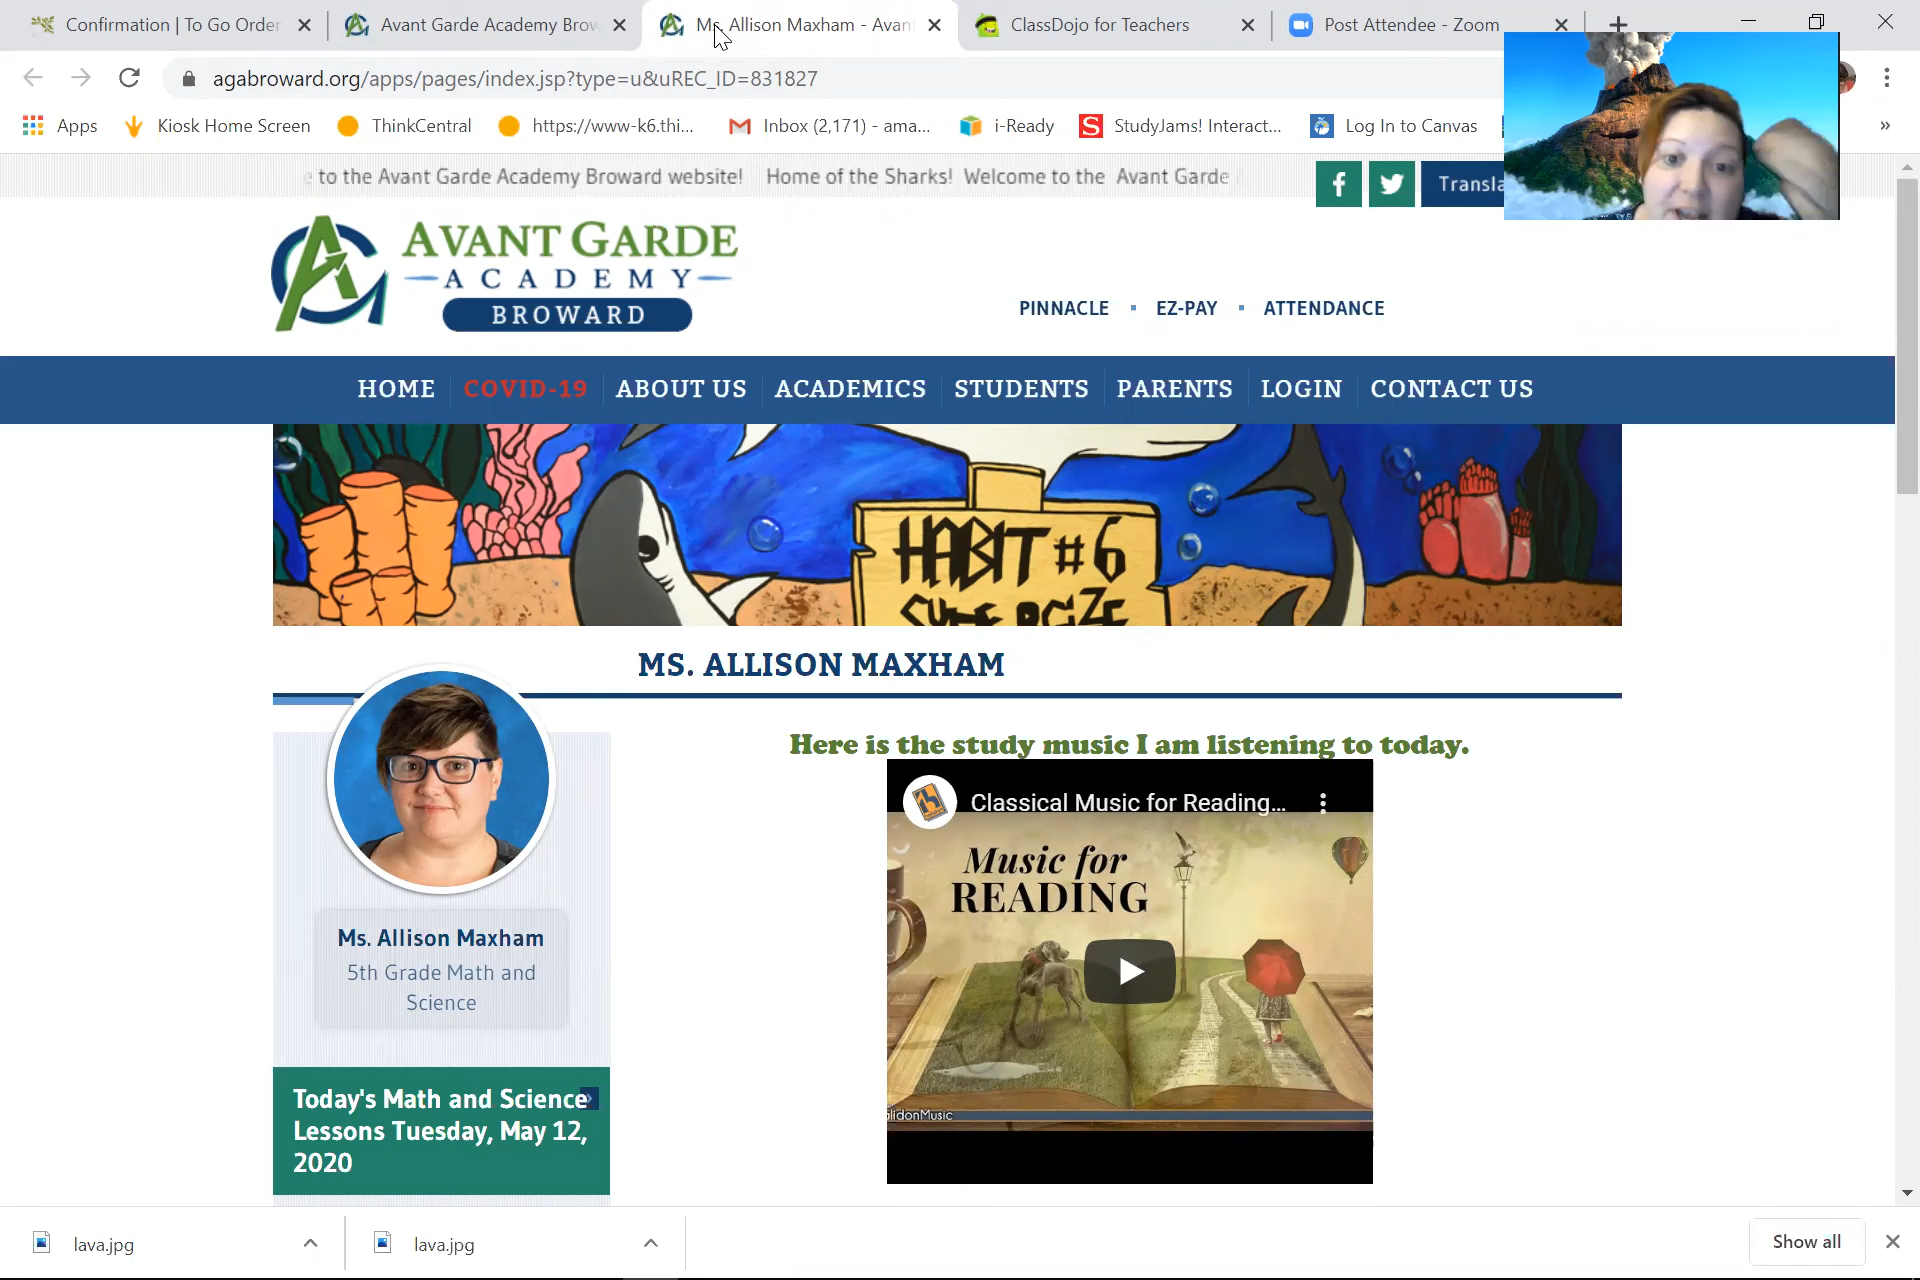 Confirmation | To Go Order
Avant Garde Academy Brow
Ms. Allison Maxham - Avan
ClassDojo for Teachers
Post Attendee - Zoom
agabroward.org/apps/pages/index.jsp?type=u&uREC_ID=831827
Apps
Kiosk Home Screen
ThinkCentral
https://www-k6.thi...
Inbox (2,171) - ama...
i-Ready
StudyJams! Interact...
Log In to Canvas
»
e to the Avant Garde Academy Broward website! Home of the Sharks! Welcome to the Avant Garde
Transla
AVANT GARDE
ACADEMY
BROWARD
PINNACLE ▪ EZ-PAY ▪ ATTENDANCE
HOME COVID-19 ABOUT US ACADEMICS STUDENTS PARENTS LOGIN CONTACT US
HABIT #6
MS. ALLISON MAXHAM
Here is the study music I am listening to today.
Classical Music for Reading...
Music for
READING
lidonMusic
Ms. Allison Maxham
5th Grade Math and
Science
Today's Math and Science
Lessons Tuesday, May 12,
2020
lava.jpg
lava.jpg
Show all